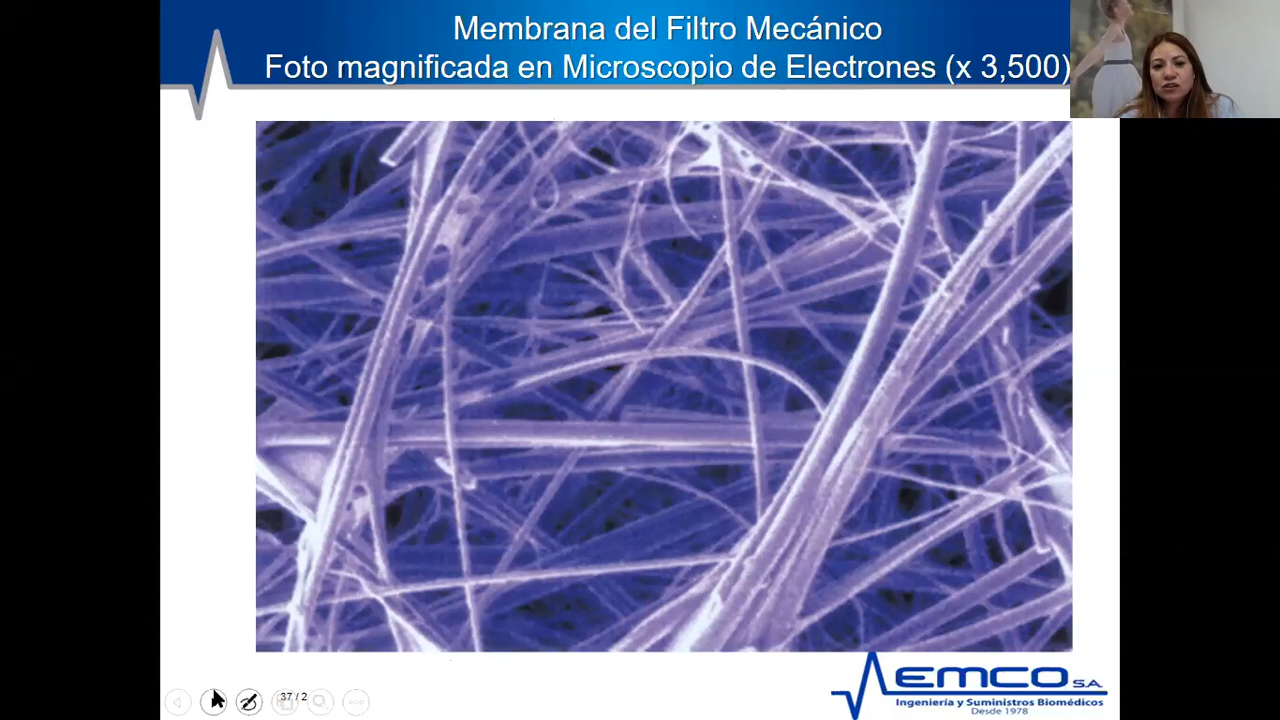 Membrana del Filtro Mecánico
Foto magnificada en Microscopio de Electrones (x 3,500)
EMCO S.A.
Ingeniería y Suministros Biomédicos
Desde 1978
37 / 2